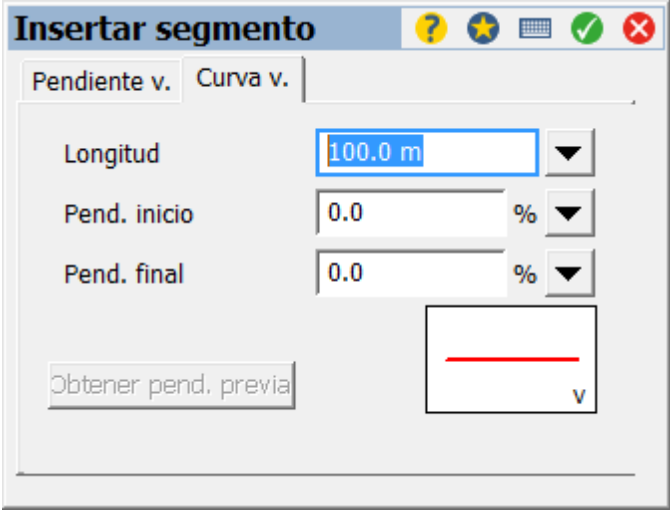 Insertar segmento ?
Pendiente v. Curva v.
Longitud 100.0 m
Pend. inicio 0.0 %
Pend. final 0.0 %
Obtener pend. previa
v